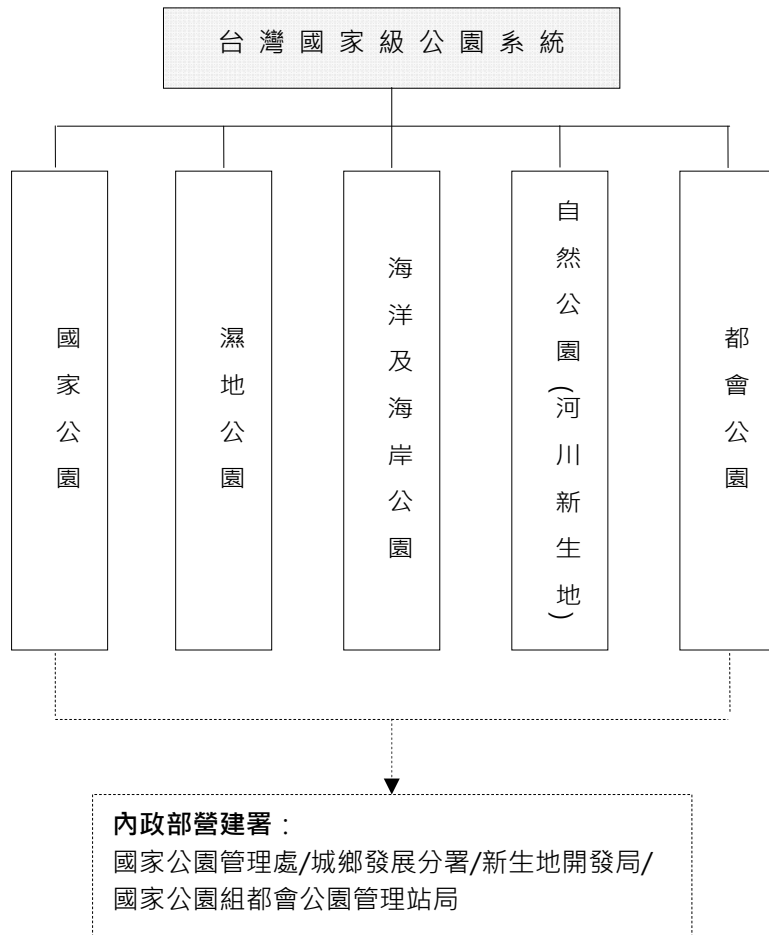 台灣國家級公園系統
國家公園
濕地公園
海洋及海岸公園
自然公園(河川新生地)
都會公園
內政部營建署：
國家公園管理處/城鄉發展分署/新生地開發局/
國家公園組都會公園管理站局